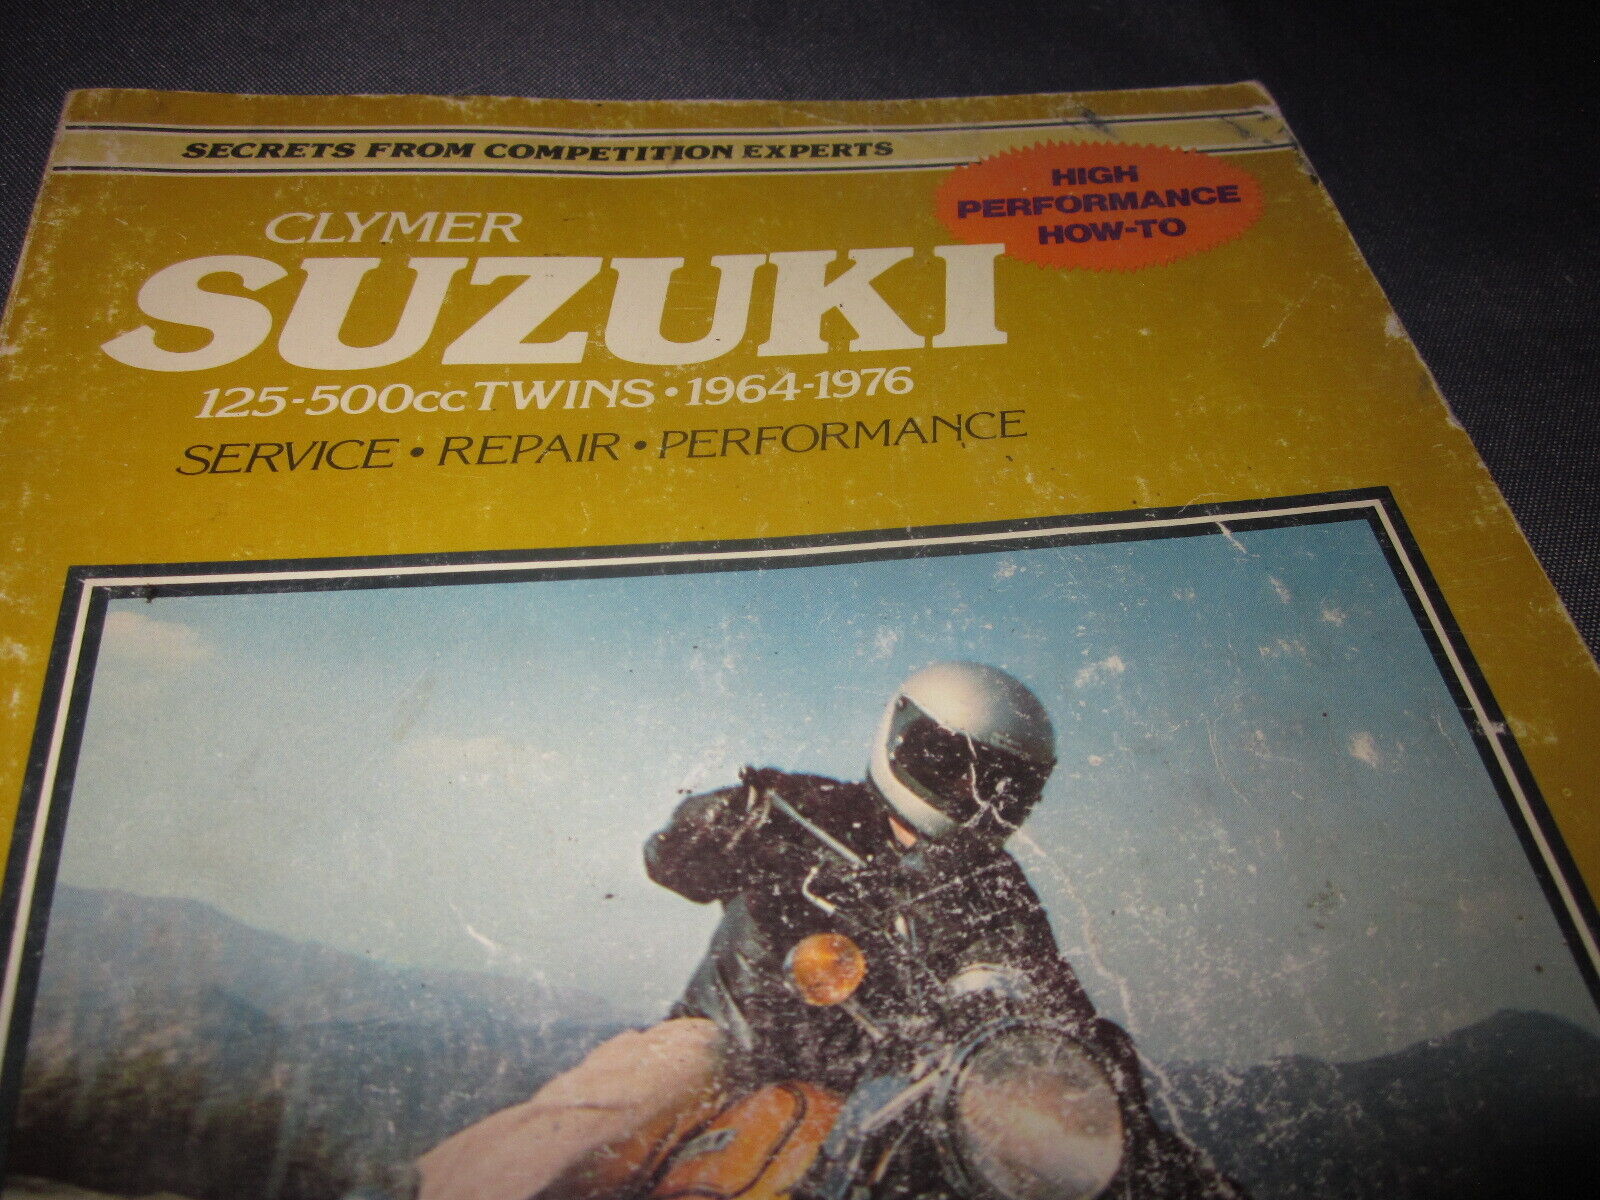 SECRETS FROM COMPETITION EXPERTS
HIGH
PERFORMANCE
HOW-TO
CLYMER
SUZUKI
125-500cc TWINS • 1964-1976
SERVICE • REPAIR • PERFORMANCE